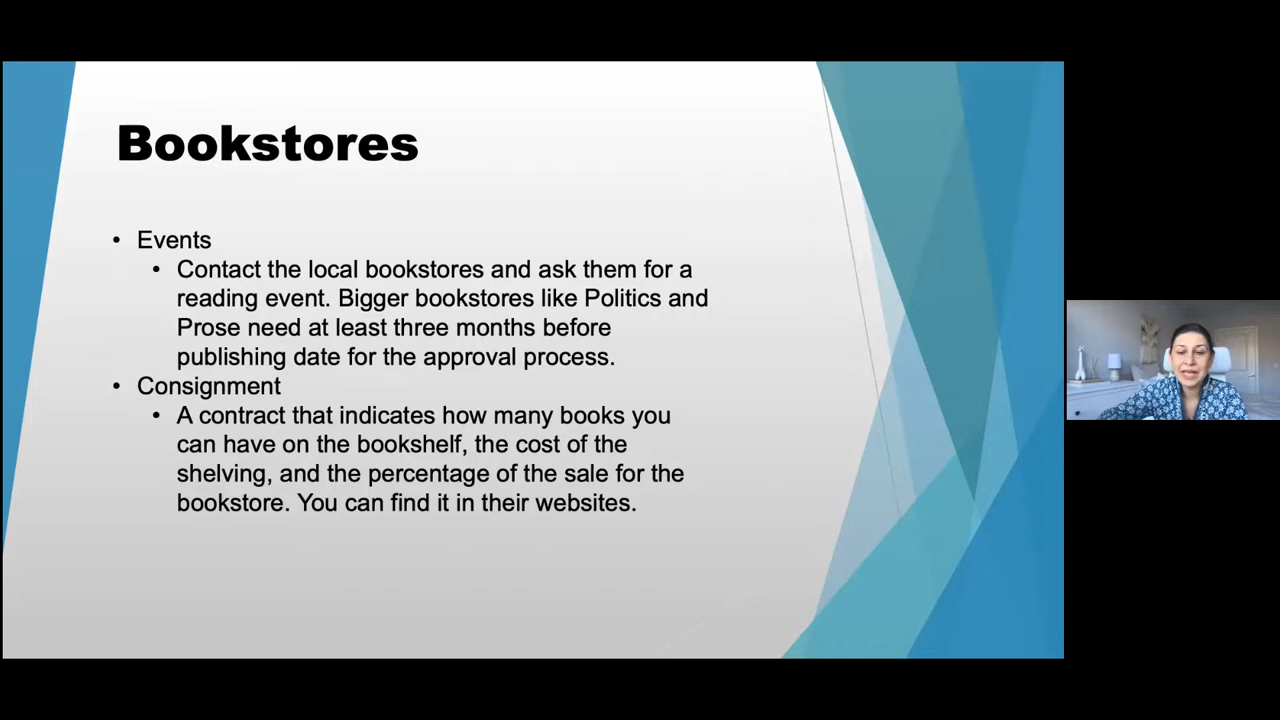 Bookstores
• Events
• Contact the local bookstores and ask them for a
reading event. Bigger bookstores like Politics and
Prose need at least three months before
publishing date for the approval process.
• Consignment
• A contract that indicates how many books you
can have on the bookshelf, the cost of the
shelving, and the percentage of the sale for the
bookstore. You can find it in their websites.